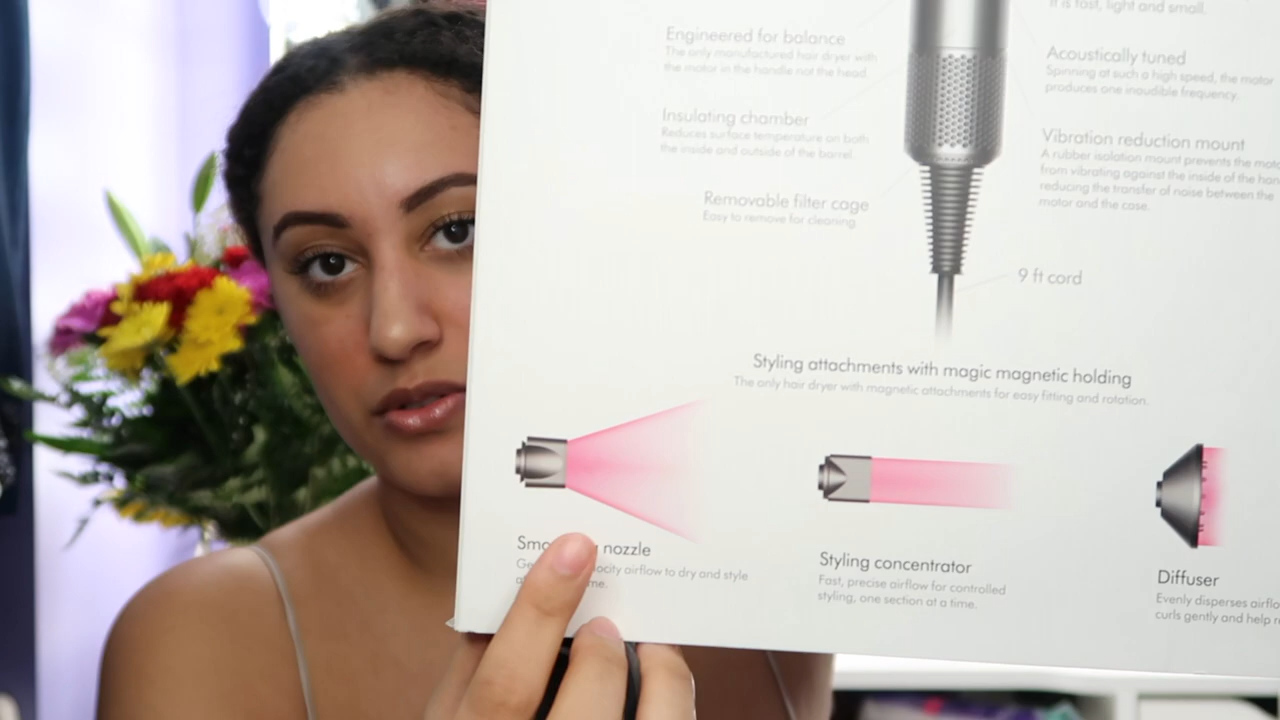 It is fast, light and small.
Engineered for balance
The only manufactured hair dryer with
the motor in the handle not the head.
Acoustically tuned
Spinning at such a high speed, the motor
produces one inaudible frequency.
Insulating chamber
Reduces surface temperature on both
the inside and outside of the barrel.
Vibration reduction mount
A rubber isolation mount prevents the
from vibrating against the inside of the
reducing the transfer of noise between the
motor and the case.
Removable filter cage
Easy to remove for cleaning.
9 ft cord
Styling attachments with magic magnetic holding
The only hair dryer with magnetic attachments for easy fitting and rotation.
nozzle
airflow to dry and style
Styling concentrator
Fast, precise airflow for controlled
styling, one section at a time.
Diffuser
Evenly disperses
curls gently and help